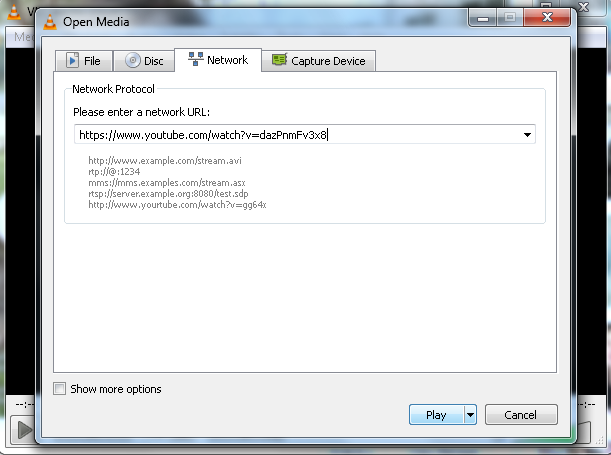 Open Media
File
Disc
Network
Capture Device
Network Protocol
Please enter a network URL:
https://www.youtube.com/watch?v=dazPnmFv3x8
http://www.example.com/stream.avi
rtp://@:1234
mms://mms.examples.com/stream.asx
rtsp://server.example.org:8080/test.sdp
http://www.yourtube.com/watch?v=gg64x
Show more options
Play
Cancel
--:--